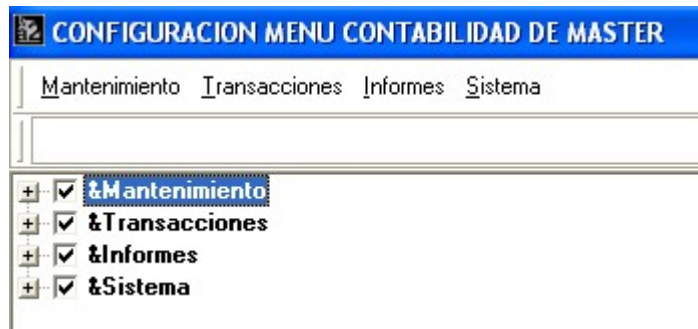 CONFIGURACION MENU CONTABILIDAD DE MASTER
Mantenimiento Transacciones Informes Sistema
&Mantenimiento
&Transacciones
&Informes
&Sistema